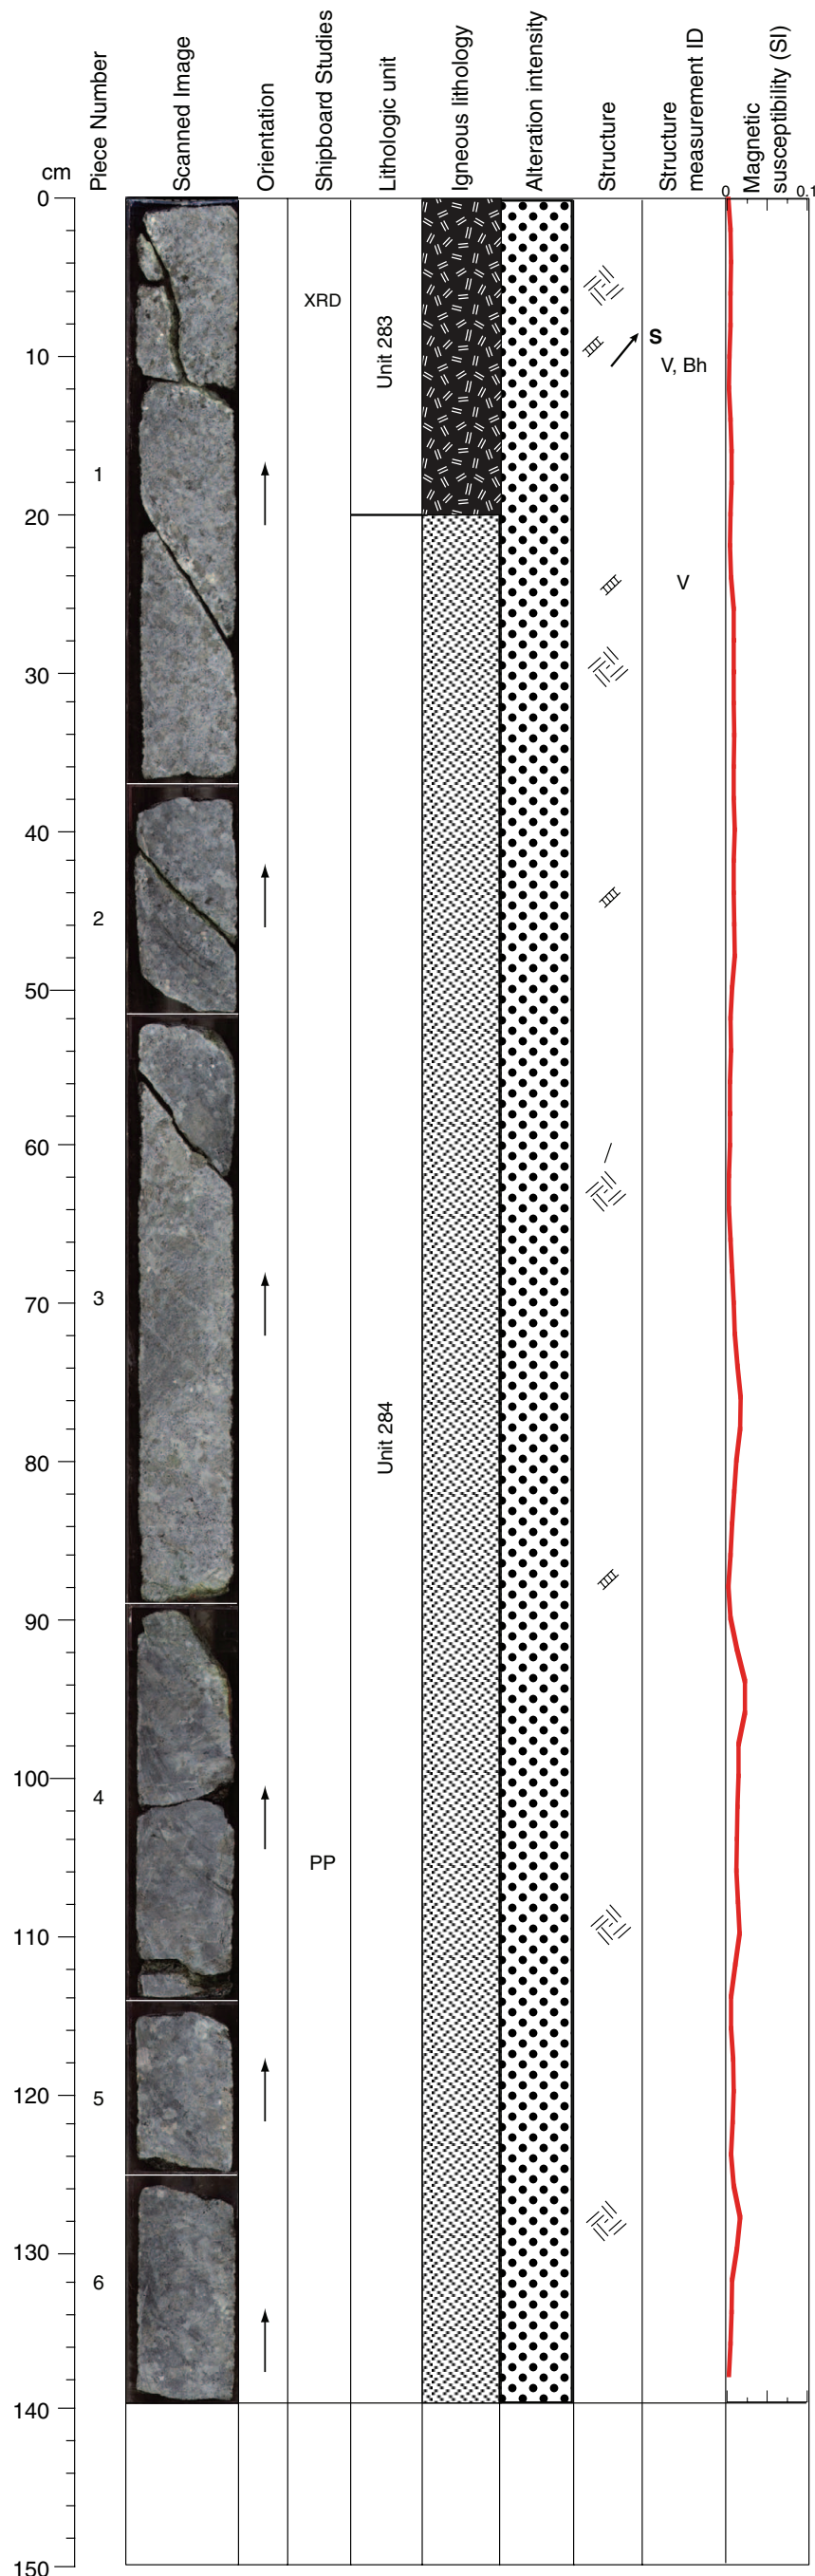 cm
Piece Number
Scanned Image
Orientation
Shipboard Studies
Lithologic unit
Igneous lithology
Alteration intensity
Structure
Structure
measurement ID
Magnetic
susceptibility (SI)
0
0.1
0
XRD
S
Unit 283
10
V, Bh
1
20
V
30
40
2
50
60
3
70
Unit 284
80
90
100
4
PP
110
120
5
130
6
140
150